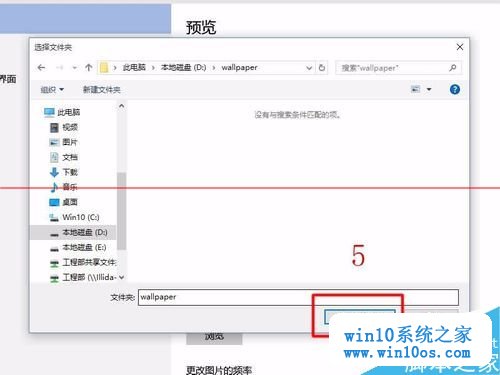 预览
选择文件夹
此电脑 > 本地磁盘 (D:) > wallpaper
搜索"wallpaper"
组织 新建文件夹
界面
此电脑
视频
图片
文档
下载
音乐
桌面
Win10 (C:)
本地磁盘 (D:)
本地磁盘 (E:)
工程部共享文件
工程部 (\\Illida-
没有与搜索条件匹配的项。
5
文件夹: wallpaper
浏览
win10系统之家
www.win10os.com
脚本之家
更改图片的频率